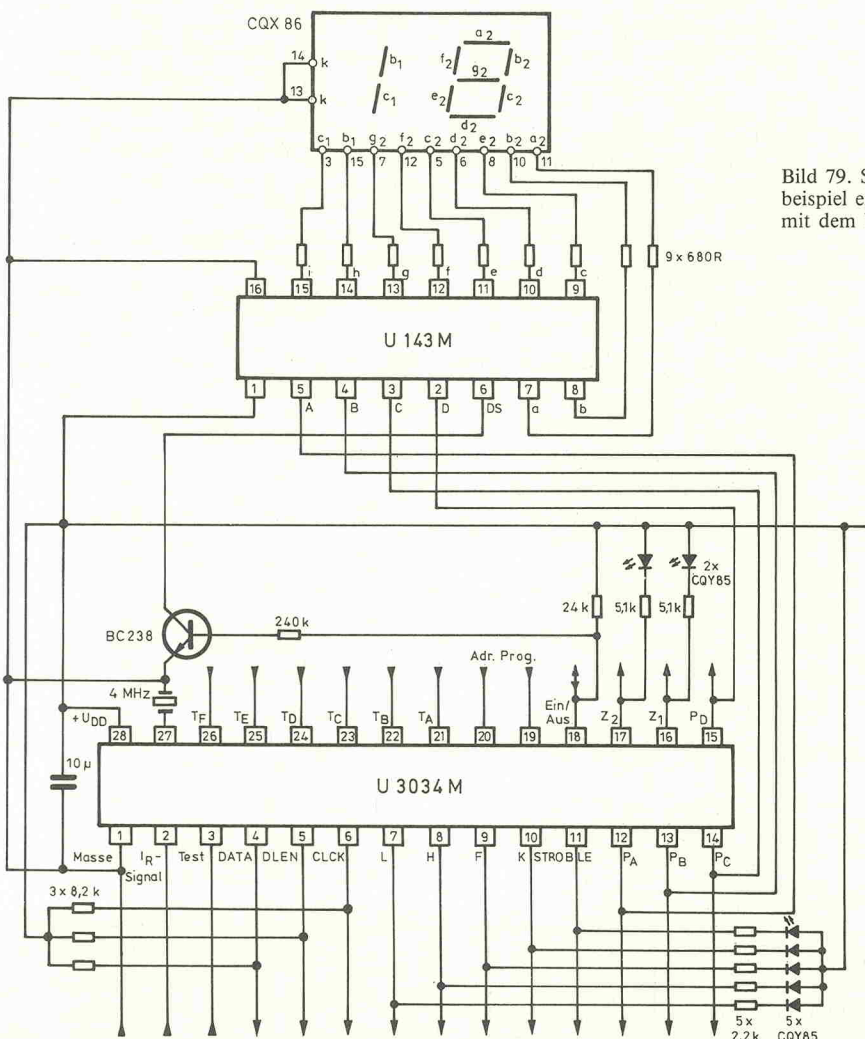 CQX 86
a2
14 k b1 f2 b2
g2
13 k c1 e2 c2
d2
c1 b1 g2 f2 c2 d2 e2 b2 a2
3 15 7 12 5 6 8 10 11
Bild 79. S
beispiel e
mit dem
9 x 680R
i h g f e d c
16 15 14 13 12 11 10 9
U 143 M
1 5 4 3 2 6 7 8
A B C D DS a b
2x
CQY85
24 k 5,1k 5,1k
BC238
240 k
4 MHz
Adr. Prog.
+UDD TF TE TD TC TB TA Ein/Aus Z2 Z1 PD
28 27 26 25 24 23 22 21 20 19 18 17 16 15
10 µ
U 3034 M
1 2 3 4 5 6 7 8 9 10 11 12 13 14
Masse IR-Signal Test DATA DLEN CLCK L H F K STROBLE PA PB PC
3 x 8,2 k
5x 5x
2,2k CQY85